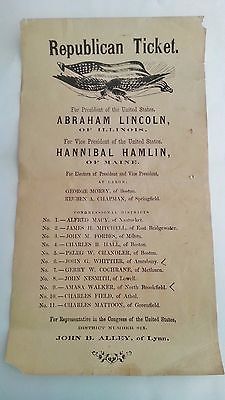 Republican Ticket.
For President of the United States,
ABRAHAM LINCOLN,
OF ILLINOIS.
For Vice President of the United States,
HANNIBAL HAMLIN,
OF MAINE.
For Electors of President and Vice President,
AT LARGE.
GEORGE MOREY, of Boston.
REUBEN A. CHAPMAN, of Springfield.
CONGRESSIONAL DISTRICTS
No. 1.—ALFRED MACY, of Nantucket.
No. 2.—JAMES H. MITCHELL, of East Bridgewater.
No. 3.—JOHN M. FORBES, of Milton.
No. 4.—CHARLES B. HALL, of Boston.
No. 5.—PELEG W. CHANDLER, of Boston.
No. 6.—JOHN G. WHITTIER, of Amesbury.
No. 7.—GERRY W. COCHRANE, of Methuen.
No. 8.—JOHN NESMITH, of Lowell.
No. 9.—AMASA WALKER, of North Brookfield.
No. 10.—CHARLES FIELD, of Athol.
No. 11.—CHARLES MATTOON, of Greenfield.
For Representative in the Congress of the United States,
DISTRICT NUMBER SIX.
JOHN B. ALLEY, of Lynn.